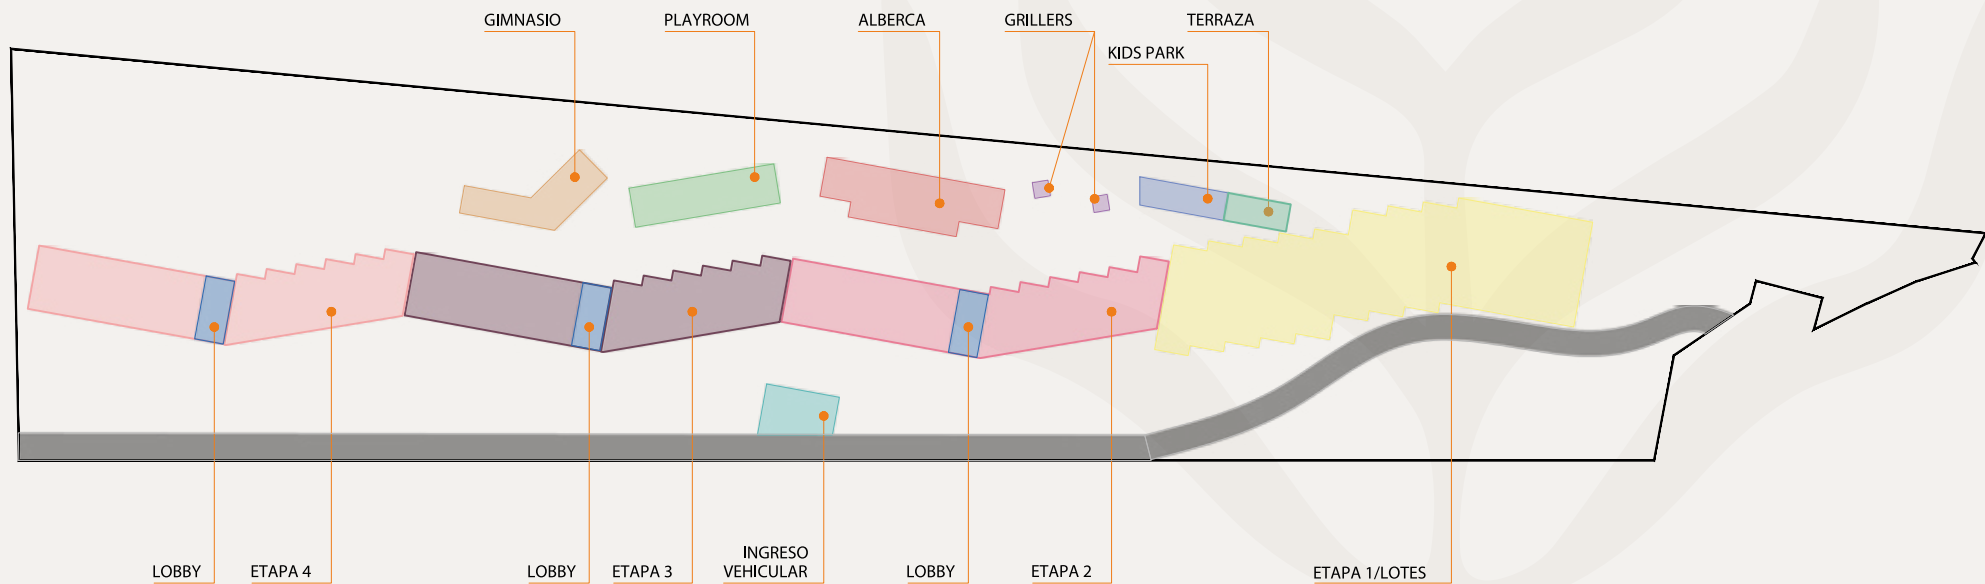 GIMNASIO
PLAYROOM
ALBERCA
GRILLERS
TERRAZA
KIDS PARK
LOBBY
ETAPA 4
LOBBY
ETAPA 3
INGRESO
VEHICULAR
LOBBY
ETAPA 2
ETAPA 1/LOTES